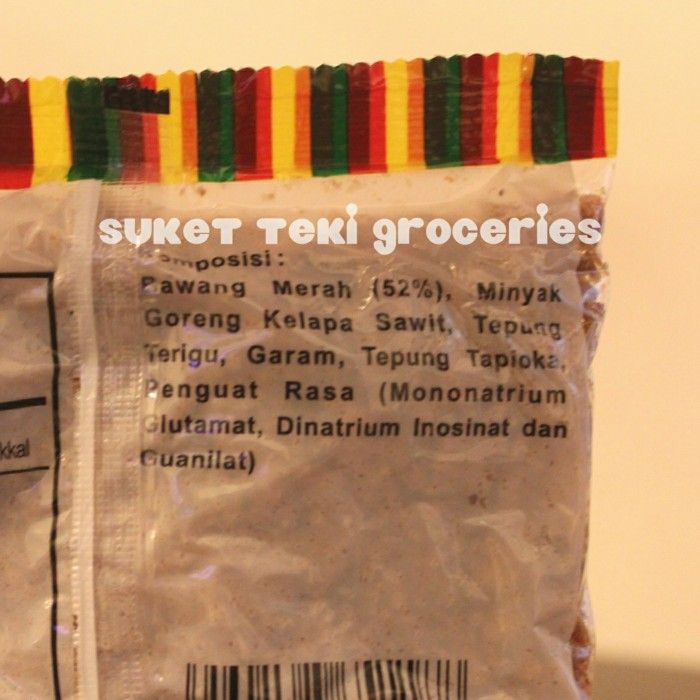 SUKET TEKI GROCERIES
Komposisi :
Bawang Merah (52%), Minyak
Goreng Kelapa Sawit, Tepung
Terigu, Garam, Tepung Tapioka,
Penguat Rasa (Mononatrium
Glutamat, Dinatrium Inosinat dan
Guanilat)
kkal